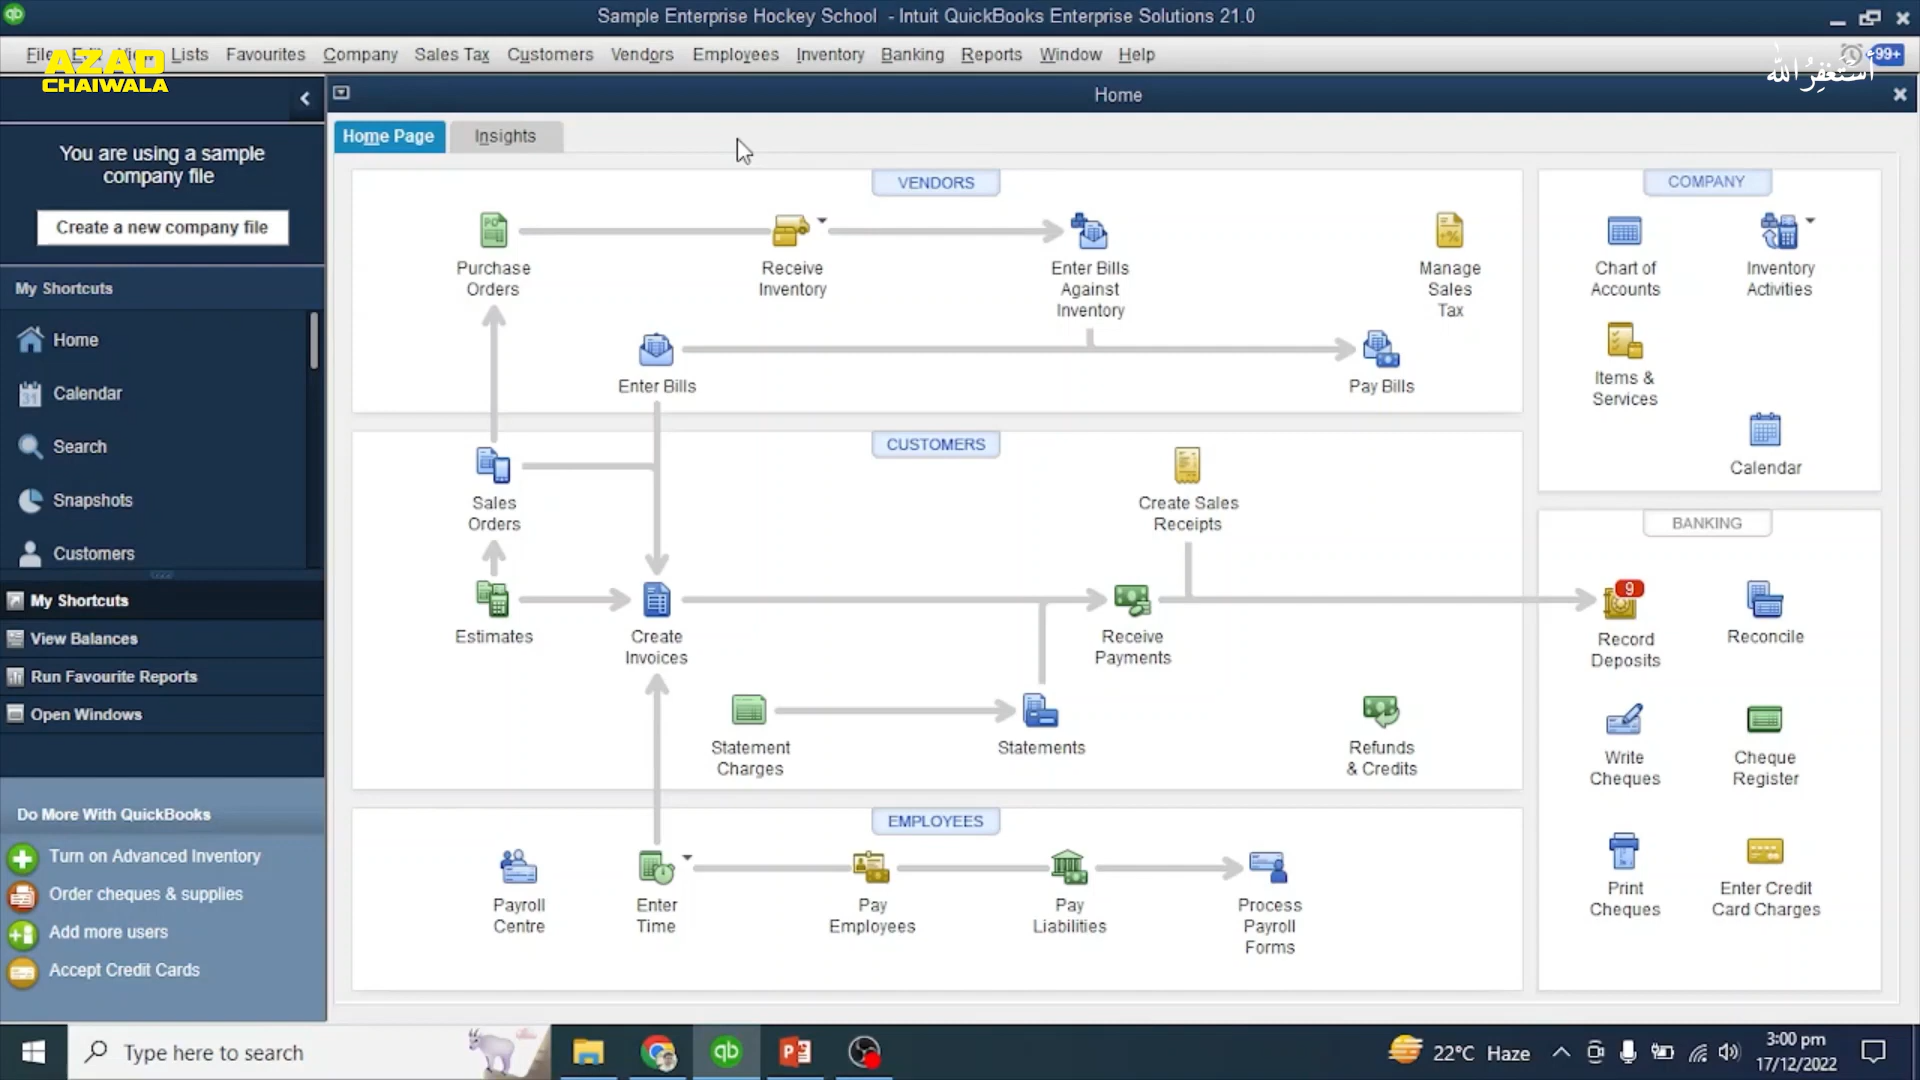 Sample Enterprise Hockey School - Intuit QuickBooks Enterprise Solutions 21.0
File Edit View Lists Favourites Company Sales Tax Customers Vendors Employees Inventory Banking Reports Window Help
99+
AZAD
CHAIWALA
أستغفر الله
Home
Home Page
Insights
You are using a sample
company file
Create a new company file
My Shortcuts
Home
Calendar
31
Search
Snapshots
Customers
My Shortcuts
View Balances
Run Favourite Reports
Open Windows
Do More With QuickBooks
Turn on Advanced Inventory
Order cheques & supplies
Add more users
Accept Credit Cards
VENDORS
PO
Purchase
Orders
Receive
Inventory
Enter Bills
Against
Inventory
Manage
Sales
Tax
Enter Bills
Pay Bills
CUSTOMERS
Sales
Orders
Create Sales
Receipts
Estimates
Create
Invoices
Receive
Payments
Statement
Charges
Statements
Refunds
& Credits
EMPLOYEES
Payroll
Centre
Enter
Time
Pay
Employees
Pay
Liabilities
Process
Payroll
Forms
COMPANY
Chart of
Accounts
Inventory
Activities
Items &
Services
Calendar
BANKING
9
Record
Deposits
Reconcile
Write
Cheques
Cheque
Register
Print
Cheques
Enter Credit
Card Charges
Type here to search
qb
22°C Haze
3:00 pm
17/12/2022